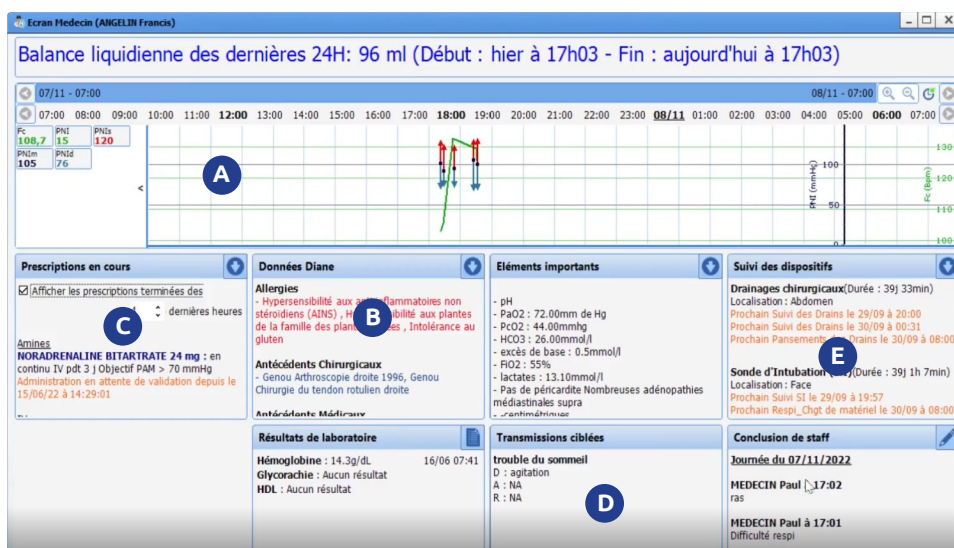 Ecran Medecin (ANGELIN Francis)
Balance liquidienne des dernières 24H: 96 ml (Début : hier à 17h03 - Fin : aujourd'hui à 17h03)
07/11 - 07:00 08/11 - 07:00
07:00 08:00 09:00 10:00 11:00 12:00 13:00 14:00 15:00 16:00 17:00 18:00 19:00 20:00 21:00 22:00 23:00 08/11 01:00 02:00 03:00 04:00 05:00 06:00 07:00
Fc PNI PNIs
108,7 15 120
PNIm PNId
105 76
<
A
PNI (mmHg)
100
50
0
Fc (Bpm)
130
120
110
100
Prescriptions en cours
Afficher les prescriptions terminées des
dernières heures
C
Amines
NORADRENALINE BITARTRATE 24 mg : en
continu IV pdt 3 j Objectif PAM > 70 mmHg
Administration en attente de validation depuis le
15/06/22 à 14:29:01
Données Diane
Allergies
- Hypersensibilité aux inflammatoires non
stéroïdiens (AINS) , aux plantes
de la famille des , Intolérance au
gluten
B
Antécédents Chirurgicaux
- Genou Arthroscopie droite 1996, Genou
Chirurgie du tendon rotulien droite
Antécédents Médicaux
Eléments importants
- pH
- PaO2 : 72.00mm de Hg
- PcO2 : 44.00mmhg
- HCO3 : 26.00mmol/l
- excès de base : 0.5mmol/l
- FiO2 : 55%
- lactates : 13.10mmol/l
- Pas de péricardite Nombreuses adénopathies
médiastinales supra
- -centimétriques
Suivi des dispositifs
Drainages chirurgicaux(Durée : 39j 33min)
Localisation : Abdomen
Prochain Suivi des Drains le 29/09 à 20:00
Prochain Suivi des Drains le 30/09 à 00:31
Prochain Pansements des Drains le 30/09 à 08:00
E
Sonde d'Intubation (Durée : 39j 1h 7min)
Localisation : Face
Prochain Suivi SI le 29/09 à 19:57
Prochain Respi_Chgt de matériel le 30/09 à 08:00
Résultats de laboratoire
Hémoglobine : 14.3g/dL 16/06 07:41
Glycorachie : Aucun résultat
HDL : Aucun résultat
Transmissions ciblées
trouble du sommeil
D : agitation
A : NA
R : NA
D
Conclusion de staff
Journée du 07/11/2022
MEDECIN Paul à 17:02
ras
MEDECIN Paul à 17:01
Difficulté respi